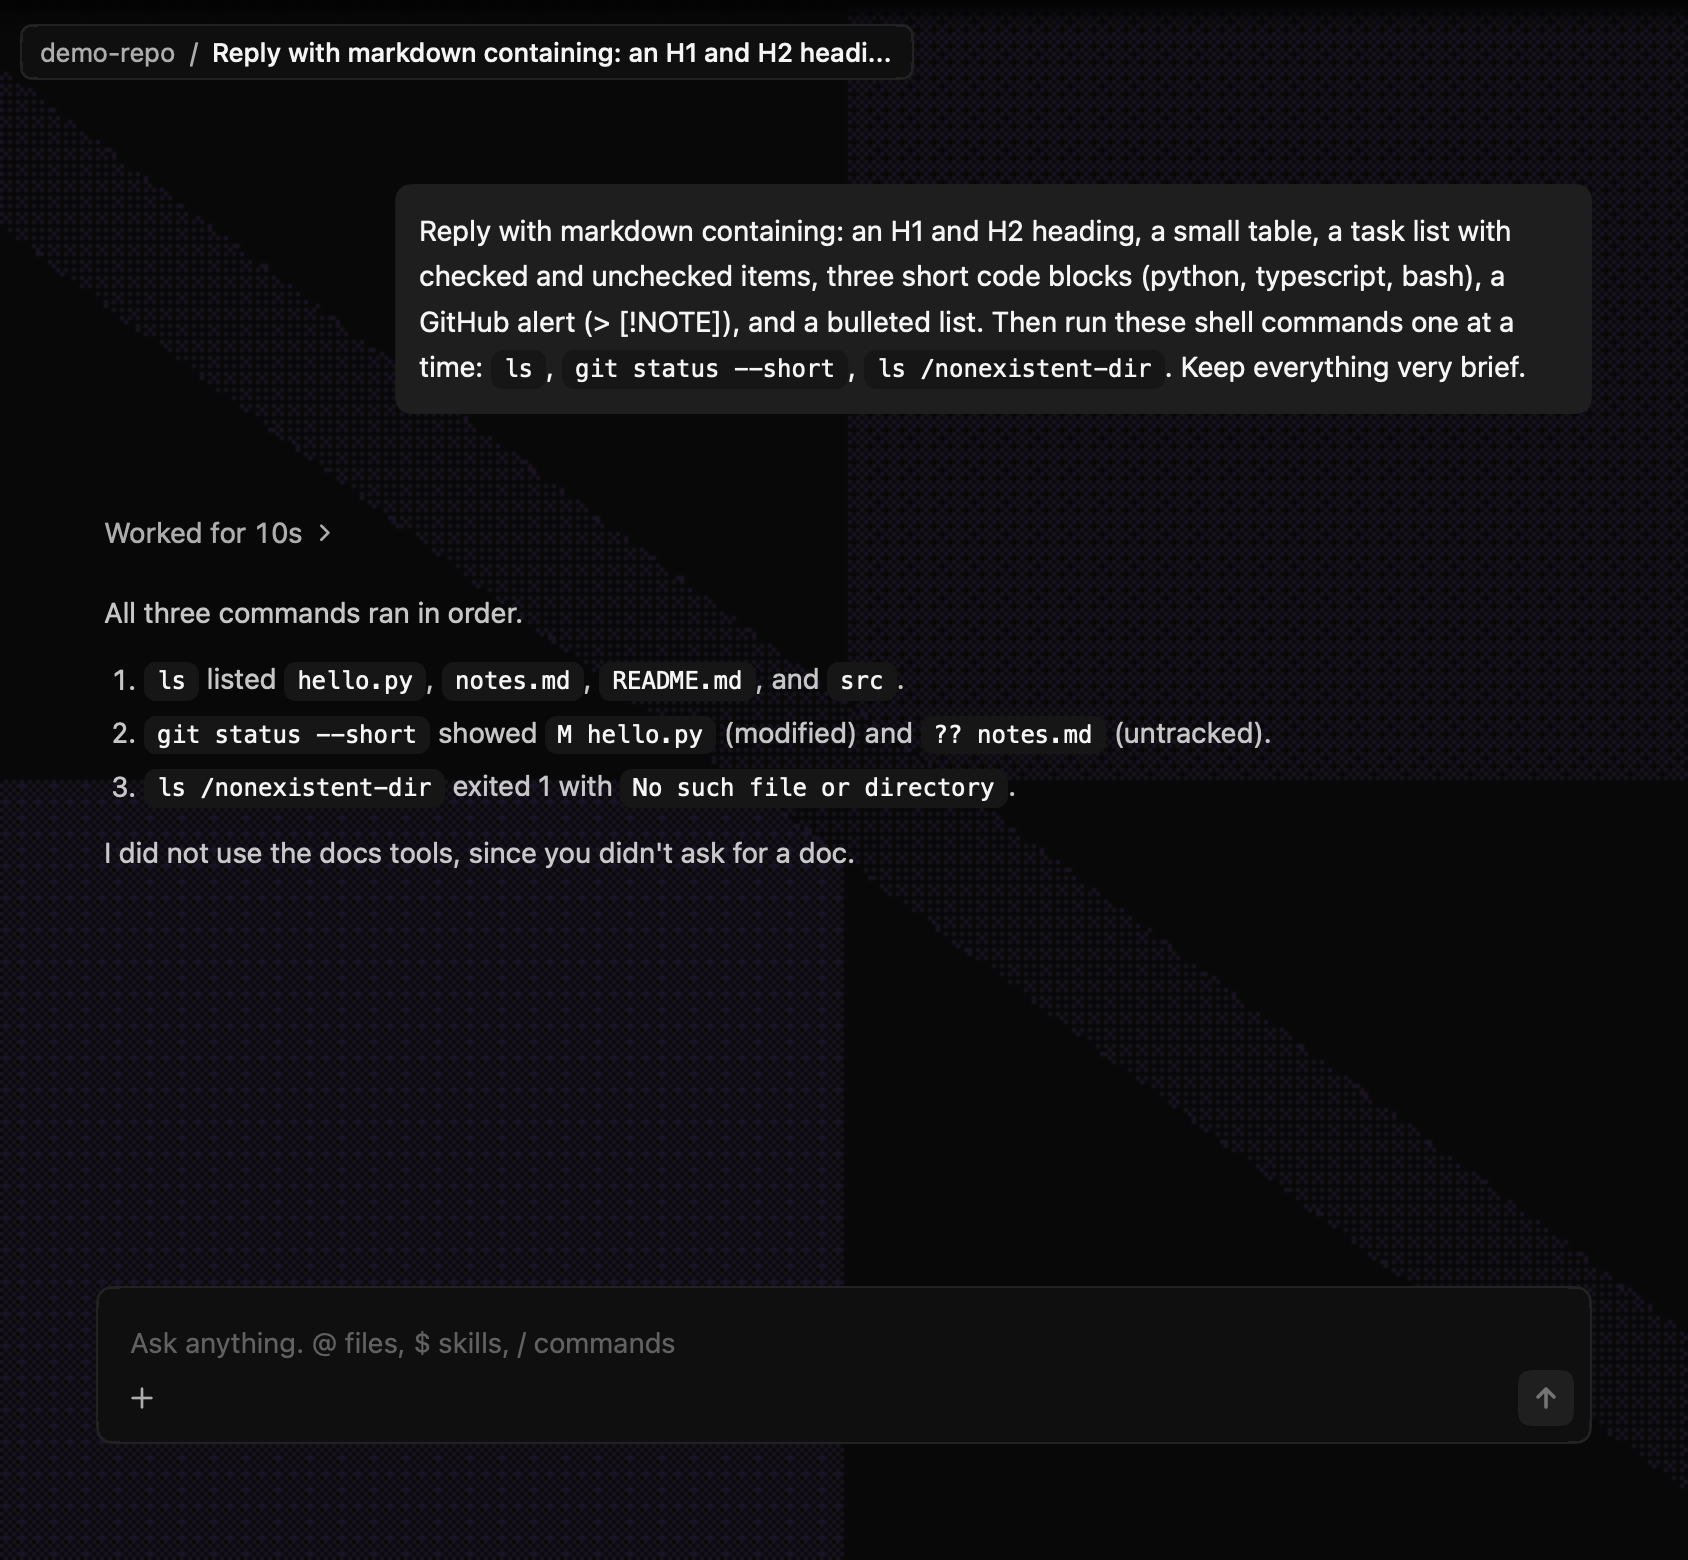 demo-repo / Reply with markdown containing: an H1 and H2 headi...
Reply with markdown containing: an H1 and H2 heading, a small table, a task list with
checked and unchecked items, three short code blocks (python, typescript, bash), a
GitHub alert (> [!NOTE]), and a bulleted list. Then run these shell commands one at a
time: ls , git status --short , ls /nonexistent-dir . Keep everything very brief.
Worked for 10s >
All three commands ran in order.
1. ls listed hello.py , notes.md , README.md , and src .
2. git status --short showed M hello.py (modified) and ?? notes.md (untracked).
3. ls /nonexistent-dir exited 1 with No such file or directory .
I did not use the docs tools, since you didn't ask for a doc.
Ask anything. @ files, $ skills, / commands